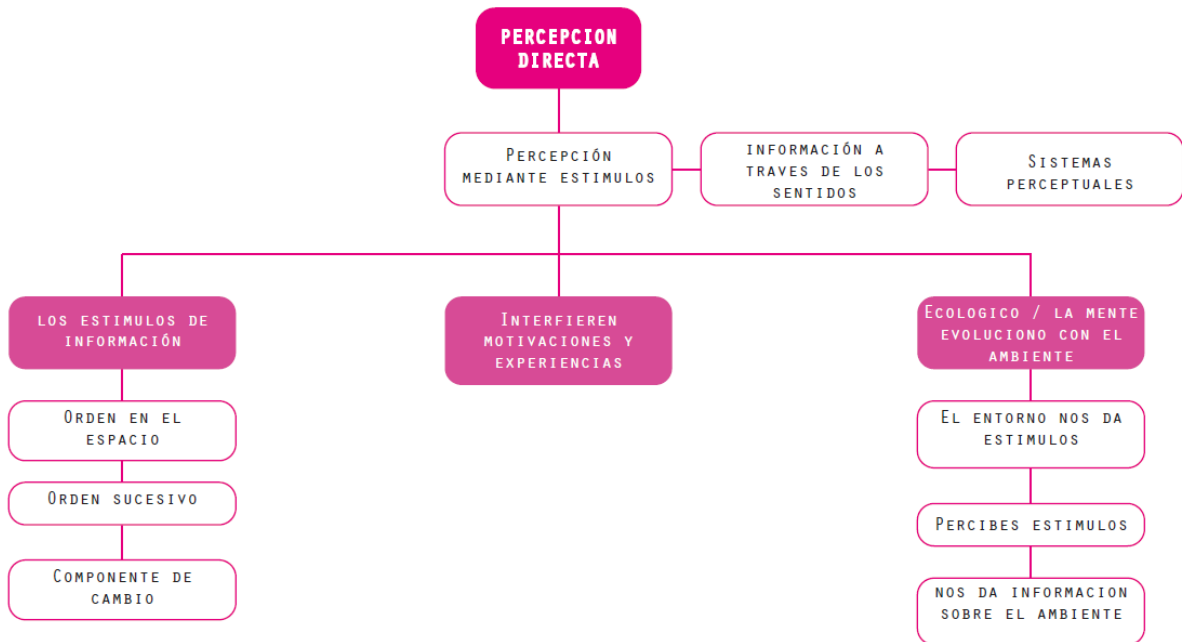 PERCEPCION
DIRECTA
PERCEPCIÓN
MEDIANTE ESTIMULOS
INFORMACIÓN A
TRAVES DE LOS
SENTIDOS
SISTEMAS
PERCEPTUALES
LOS ESTIMULOS DE
INFORMACIÓN
INTERFIEREN
MOTIVACIONES Y
EXPERIENCIAS
ECOLOGICO / LA MENTE
EVOLUCIONO CON EL
AMBIENTE
ORDEN EN EL
ESPACIO
ORDEN SUCESIVO
COMPONENTE DE
CAMBIO
EL ENTORNO NOS DA
ESTIMULOS
PERCIBES ESTIMULOS
NOS DA INFORMACION
SOBRE EL AMBIENTE